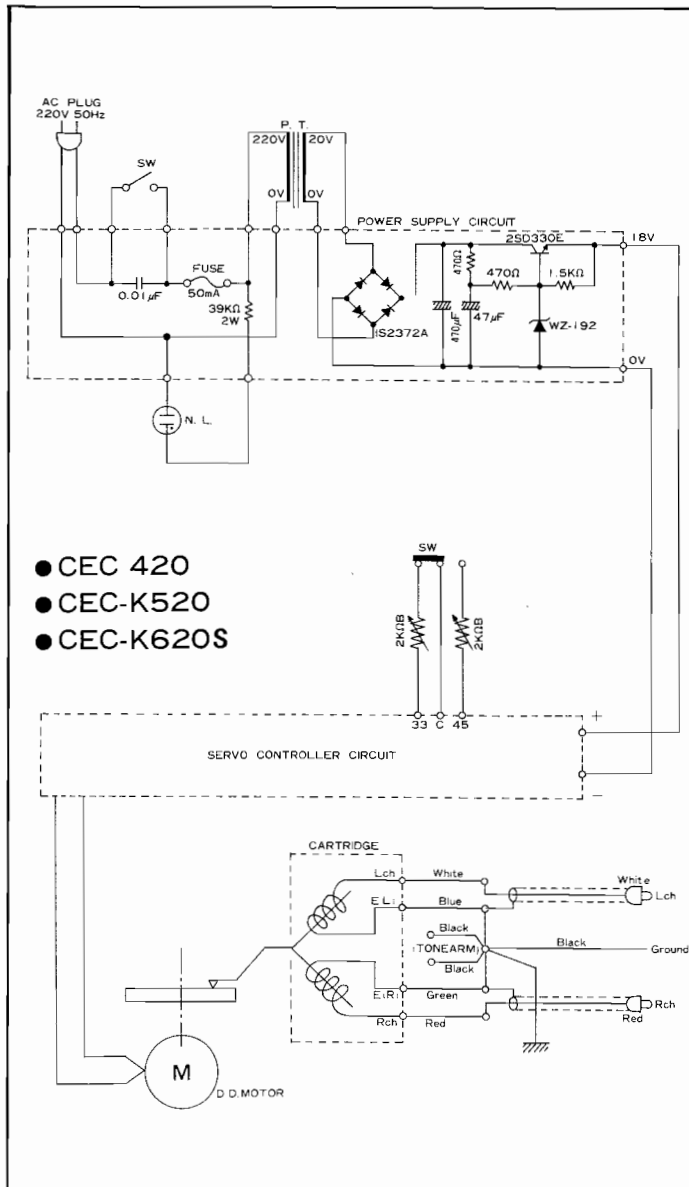 AC PLUG
220V 50Hz
SW
P. T.
220V
20V
0V
0V
POWER SUPPLY CIRCUIT
2SD330E
18V
0.01μF
FUSE
50mA
39KΩ
2W
1S2372A
470Ω
470Ω
1.5KΩ
470μF
47μF
WZ-192
0V
N. L.
● CEC 420
● CEC-K520
● CEC-K620S
SW
2KΩB
2KΩB
33 C 45
+
SERVO CONTROLLER CIRCUIT
−
CARTRIDGE
Lch
White
White
Lch
E(L)
Blue
Black
(TONEARM)
Black
Ground
Black
E(R)
Green
Rch
Red
Rch
Red
M
D.D.MOTOR